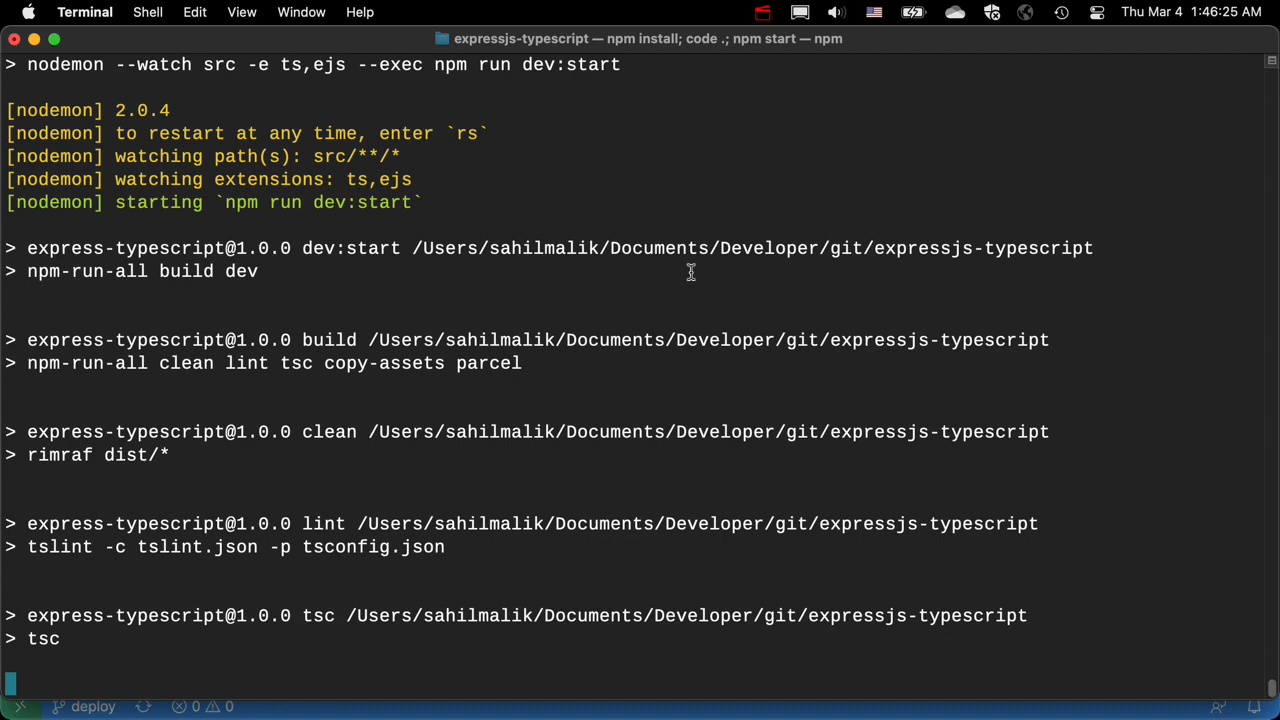 Terminal Shell Edit View Window Help Thu Mar 4 1:46:25 AM
expressjs-typescript — npm install; code .; npm start — npm
> nodemon --watch src -e ts,ejs --exec npm run dev:start
[nodemon] 2.0.4
[nodemon] to restart at any time, enter `rs`
[nodemon] watching path(s): src/**/*
[nodemon] watching extensions: ts,ejs
[nodemon] starting `npm run dev:start`
> express-typescript@1.0.0 dev:start /Users/sahilmalik/Documents/Developer/git/expressjs-typescript
> npm-run-all build dev
> express-typescript@1.0.0 build /Users/sahilmalik/Documents/Developer/git/expressjs-typescript
> npm-run-all clean lint tsc copy-assets parcel
> express-typescript@1.0.0 clean /Users/sahilmalik/Documents/Developer/git/expressjs-typescript
> rimraf dist/*
> express-typescript@1.0.0 lint /Users/sahilmalik/Documents/Developer/git/expressjs-typescript
> tslint -c tslint.json -p tsconfig.json
> express-typescript@1.0.0 tsc /Users/sahilmalik/Documents/Developer/git/expressjs-typescript
> tsc
deploy 0 0